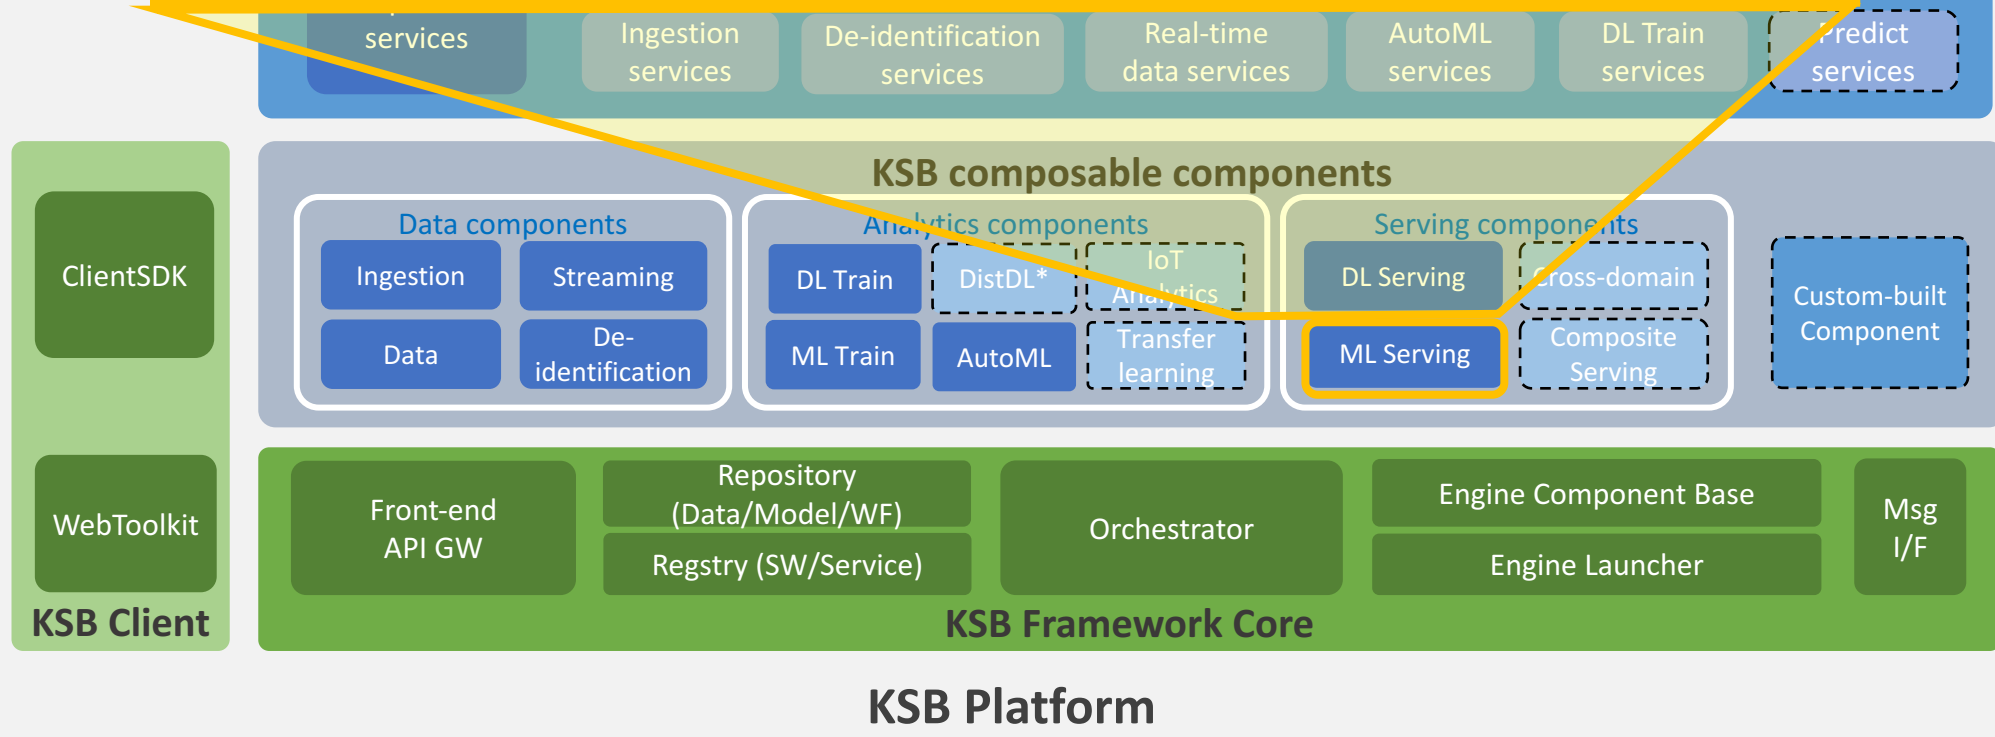 services
Ingestion
services
De-identification
services
Real-time
data services
AutoML
services
DL Train
services
Predict
services
KSB composable components
Data components
Ingestion
Streaming
Data
De-
identification
Analytics components
DL Train
DistDL*
IoT
Analytics
ML Train
AutoML
Transfer
learning
Serving components
DL Serving
Cross-domain
ML Serving
Composite
Serving
Custom-built
Component
ClientSDK
WebToolkit
KSB Client
Front-end
API GW
Repository
(Data/Model/WF)
Regstry (SW/Service)
Orchestrator
Engine Component Base
Engine Launcher
Msg
I/F
KSB Framework Core
KSB Platform